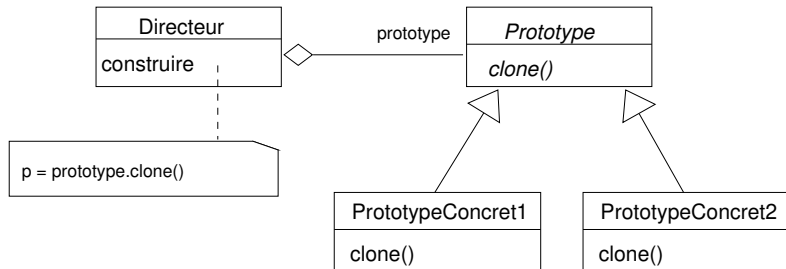 Directeur
construire
prototype
Prototype
clone()
p = prototype.clone()
PrototypeConcret1
clone()
PrototypeConcret2
clone()